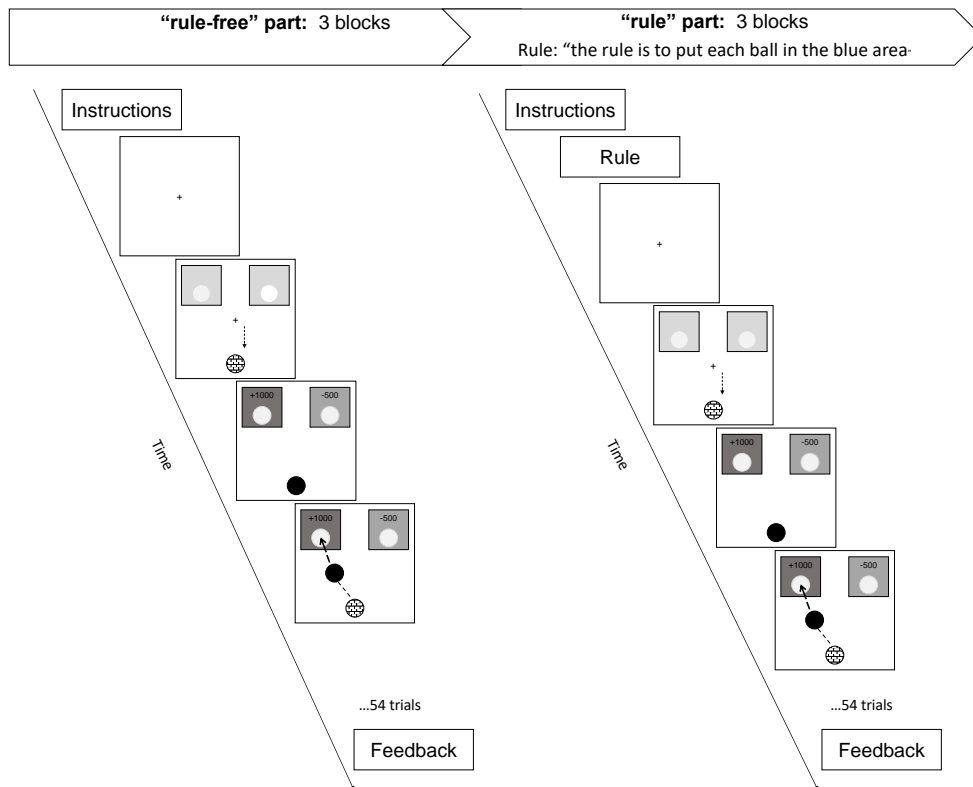 “rule-free” part: 3 blocks
“rule” part: 3 blocks
Rule: “the rule is to put each ball in the blue area-
Instructions
+
+
+1000 -500
+1000 -500
Time
...54 trials
Feedback
Instructions
Rule
+
+
+1000 -500
+1000 -500
Time
...54 trials
Feedback